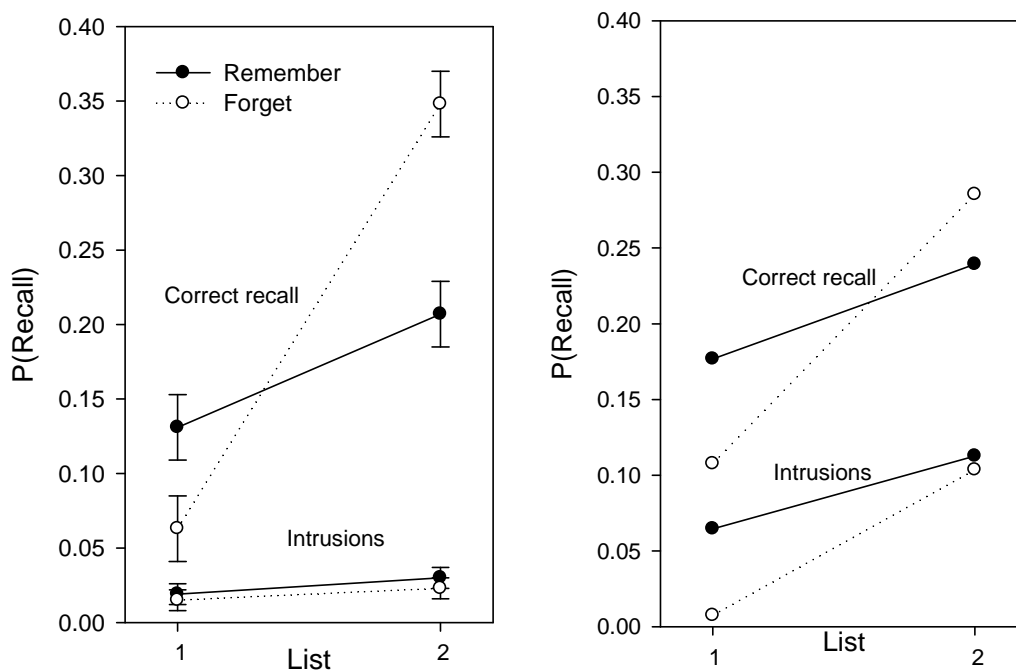 0.40
0.35
0.30
0.25
0.20
0.15
0.10
0.05
0.00
P(Recall)
Remember
Forget
Correct recall
Intrusions
1
2
List
0.40
0.35
0.30
0.25
0.20
0.15
0.10
0.05
0.00
P(Recall)
Correct recall
Intrusions
1
2
List